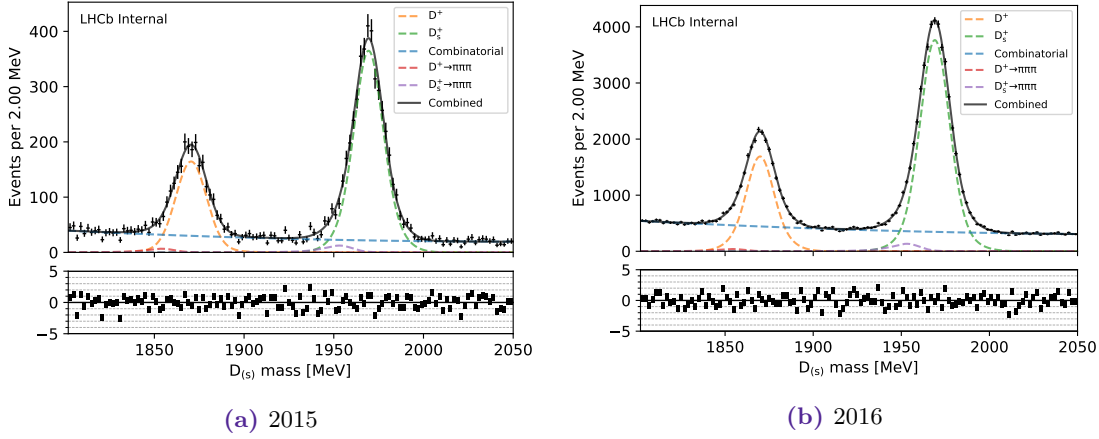 LHCb Internal
D⁺
D⁺ₛ
Combinatorial
D⁺→πππ
D⁺ₛ→πππ
Combined
400
300
200
100
0
Events per 2.00 MeV
5
0
−5
1850
1900
1950
2000
2050
D₍ₛ₎ mass [MeV]
(a) 2015
LHCb Internal
D⁺
D⁺ₛ
Combinatorial
D⁺→πππ
D⁺ₛ→πππ
Combined
4000
3000
2000
1000
0
Events per 2.00 MeV
5
0
−5
1850
1900
1950
2000
2050
D₍ₛ₎ mass [MeV]
(b) 2016